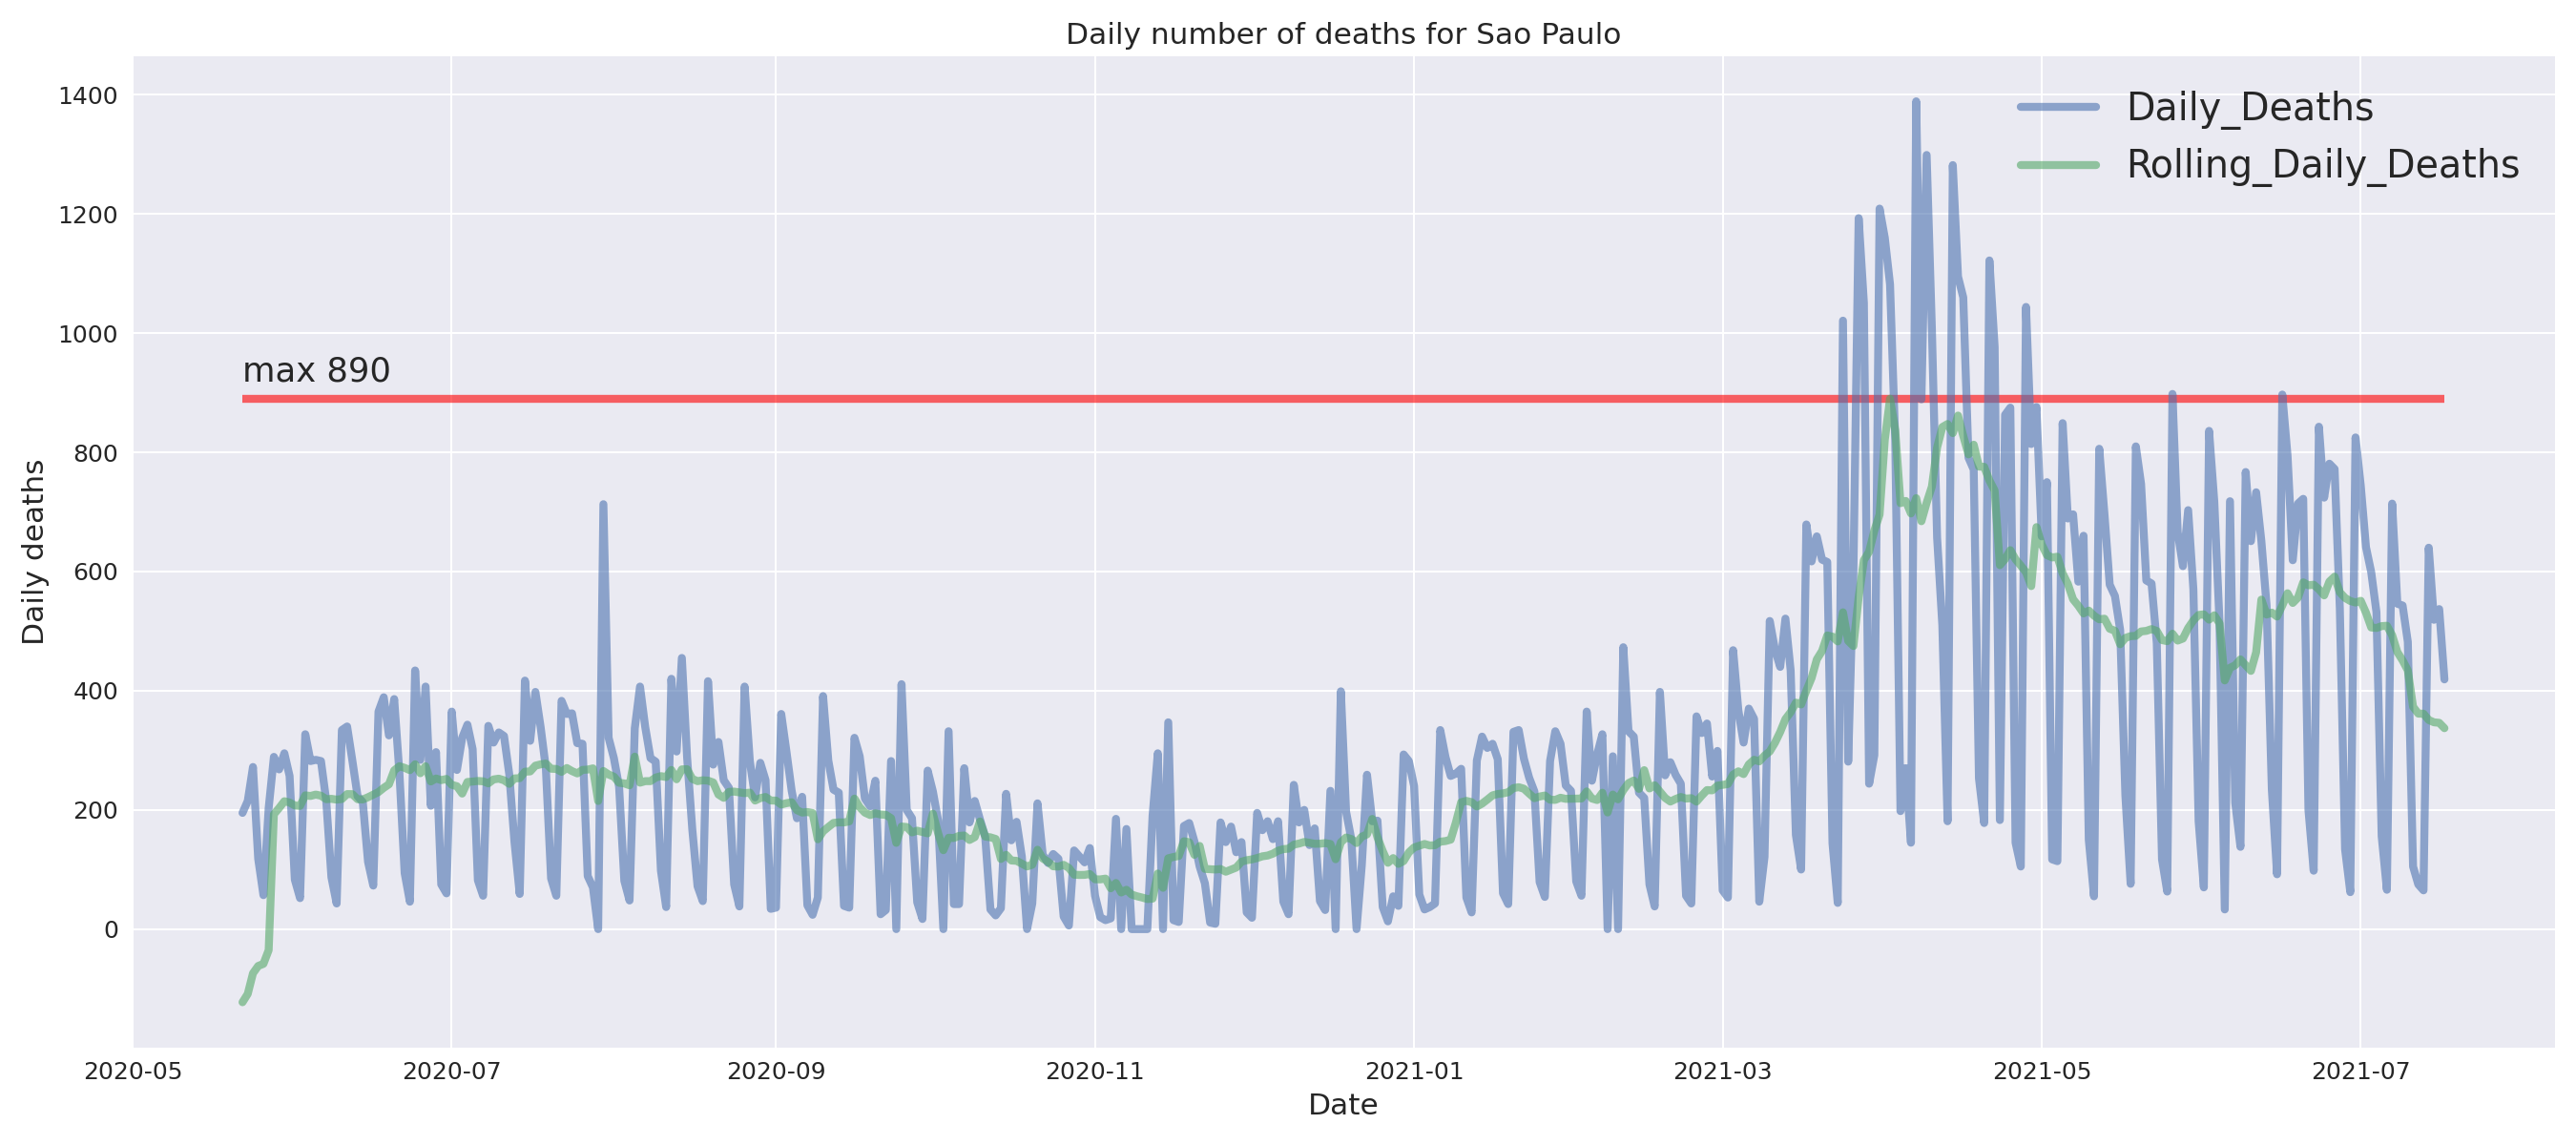 Daily number of deaths for Sao Paulo
1400
1200
1000
800
600
400
200
0
Daily deaths
max 890
Daily_Deaths
Rolling_Daily_Deaths
2020-05 2020-07 2020-09 2020-11 2021-01 2021-03 2021-05 2021-07
Date